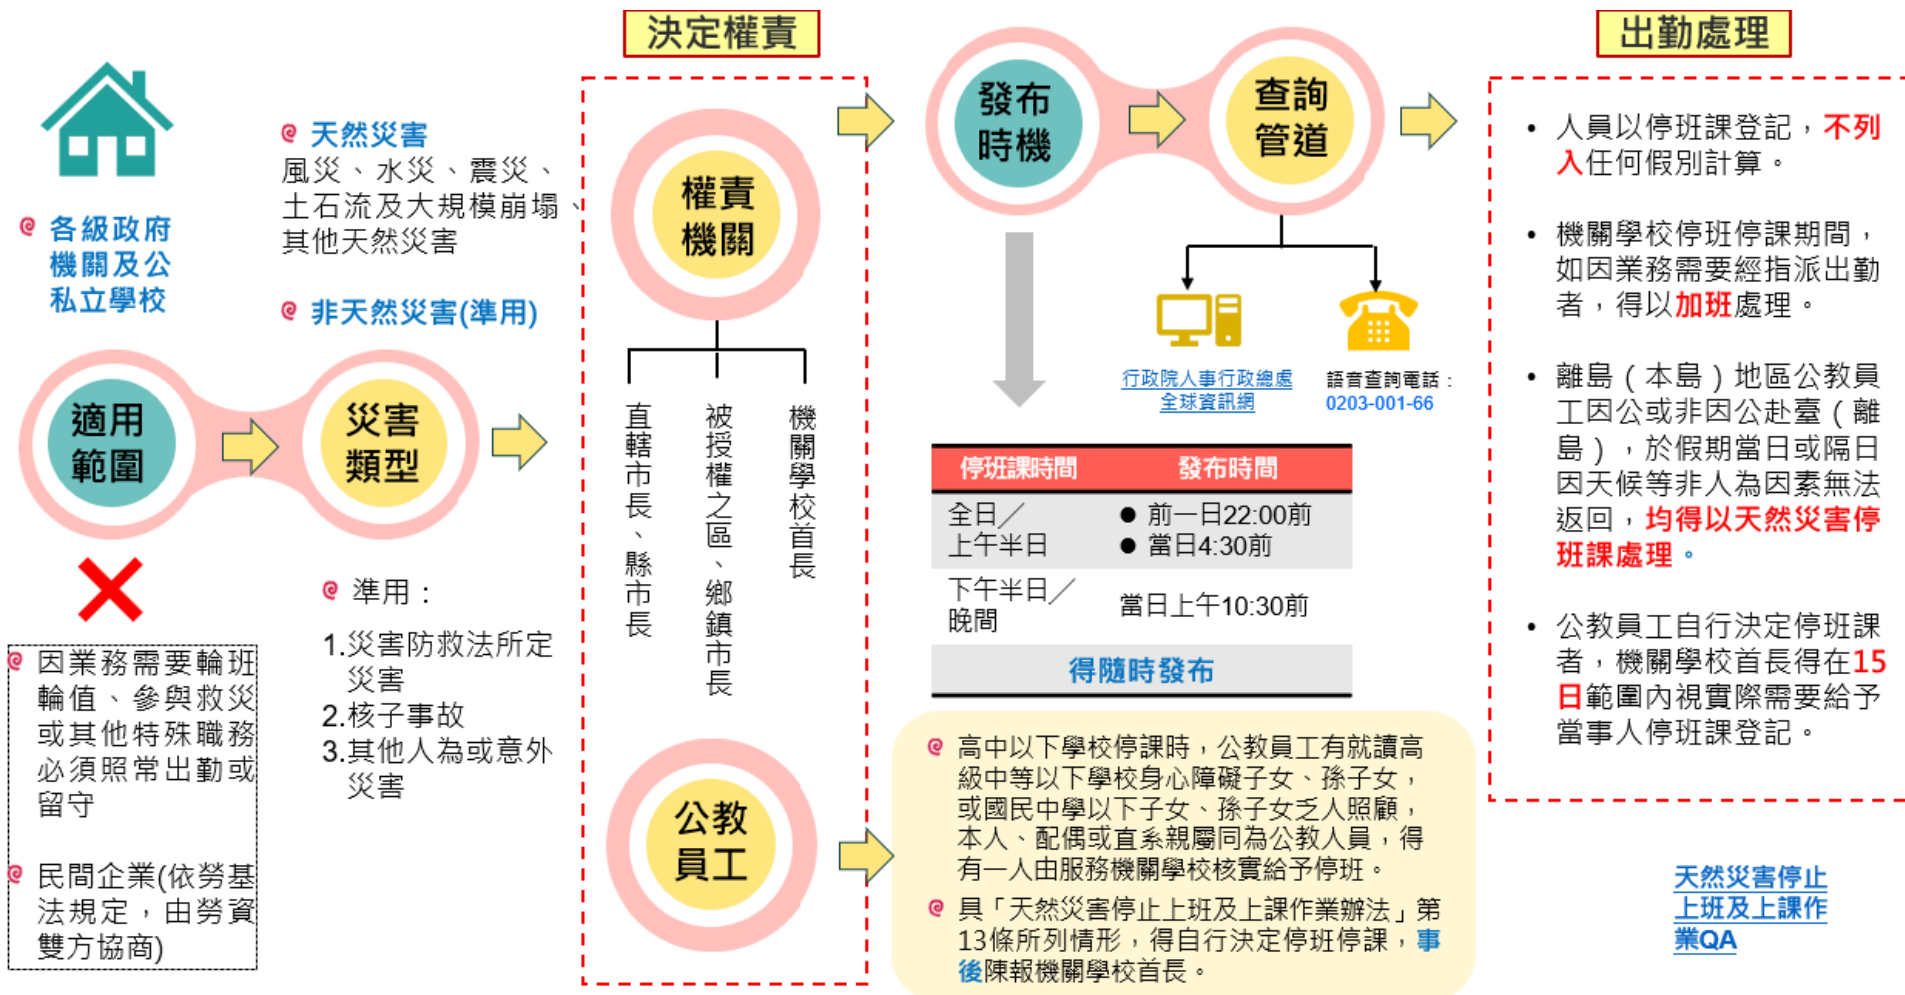 各級政府
機關及公
私立學校
適用
範圍
因業務需要輪班
輪值、參與救災
或其他特殊職務
必須照常出勤或
留守
民間企業(依勞基
法規定，由勞資
雙方協商)
天然災害
風災、水災、震災、
土石流及大規模崩塌、
其他天然災害
非天然災害(準用)
災害
類型
準用：
1.災害防救法所定
災害
2.核子事故
3.其他人為或意外
災害
決定權責
權責
機關
直轄市長、縣市長
被授權之區、鄉鎮市長
機關學校首長
公教
員工
發布
時機
查詢
管道
行政院人事行政總處
全球資訊網
語音查詢電話：
0203-001-66
停班課時間 發布時間
全日／
上午半日
前一日22:00前
當日4:30前
下午半日／
晚間
當日上午10:30前
得隨時發布
高中以下學校停課時，公教員工有就讀高
級中等以下學校身心障礙子女、孫子女，
或國民中學以下子女、孫子女乏人照顧，
本人、配偶或直系親屬同為公教人員，得
有一人由服務機關學校核實給予停班。
具「天然災害停止上班及上課作業辦法」第
13條所列情形，得自行決定停班停課，事
後陳報機關學校首長。
出勤處理
人員以停班課登記，不列
入任何假別計算。
機關學校停班停課期間，
如因業務需要經指派出勤
者，得以加班處理。
離島（本島）地區公教員
工因公或非因公赴臺（離
島），於假期當日或隔日
因天候等非人為因素無法
返回，均得以天然災害停
班課處理。
公教員工自行決定停班課
者，機關學校首長得在15
日範圍內視實際需要給予
當事人停班課登記。
天然災害停止
上班及上課作
業QA